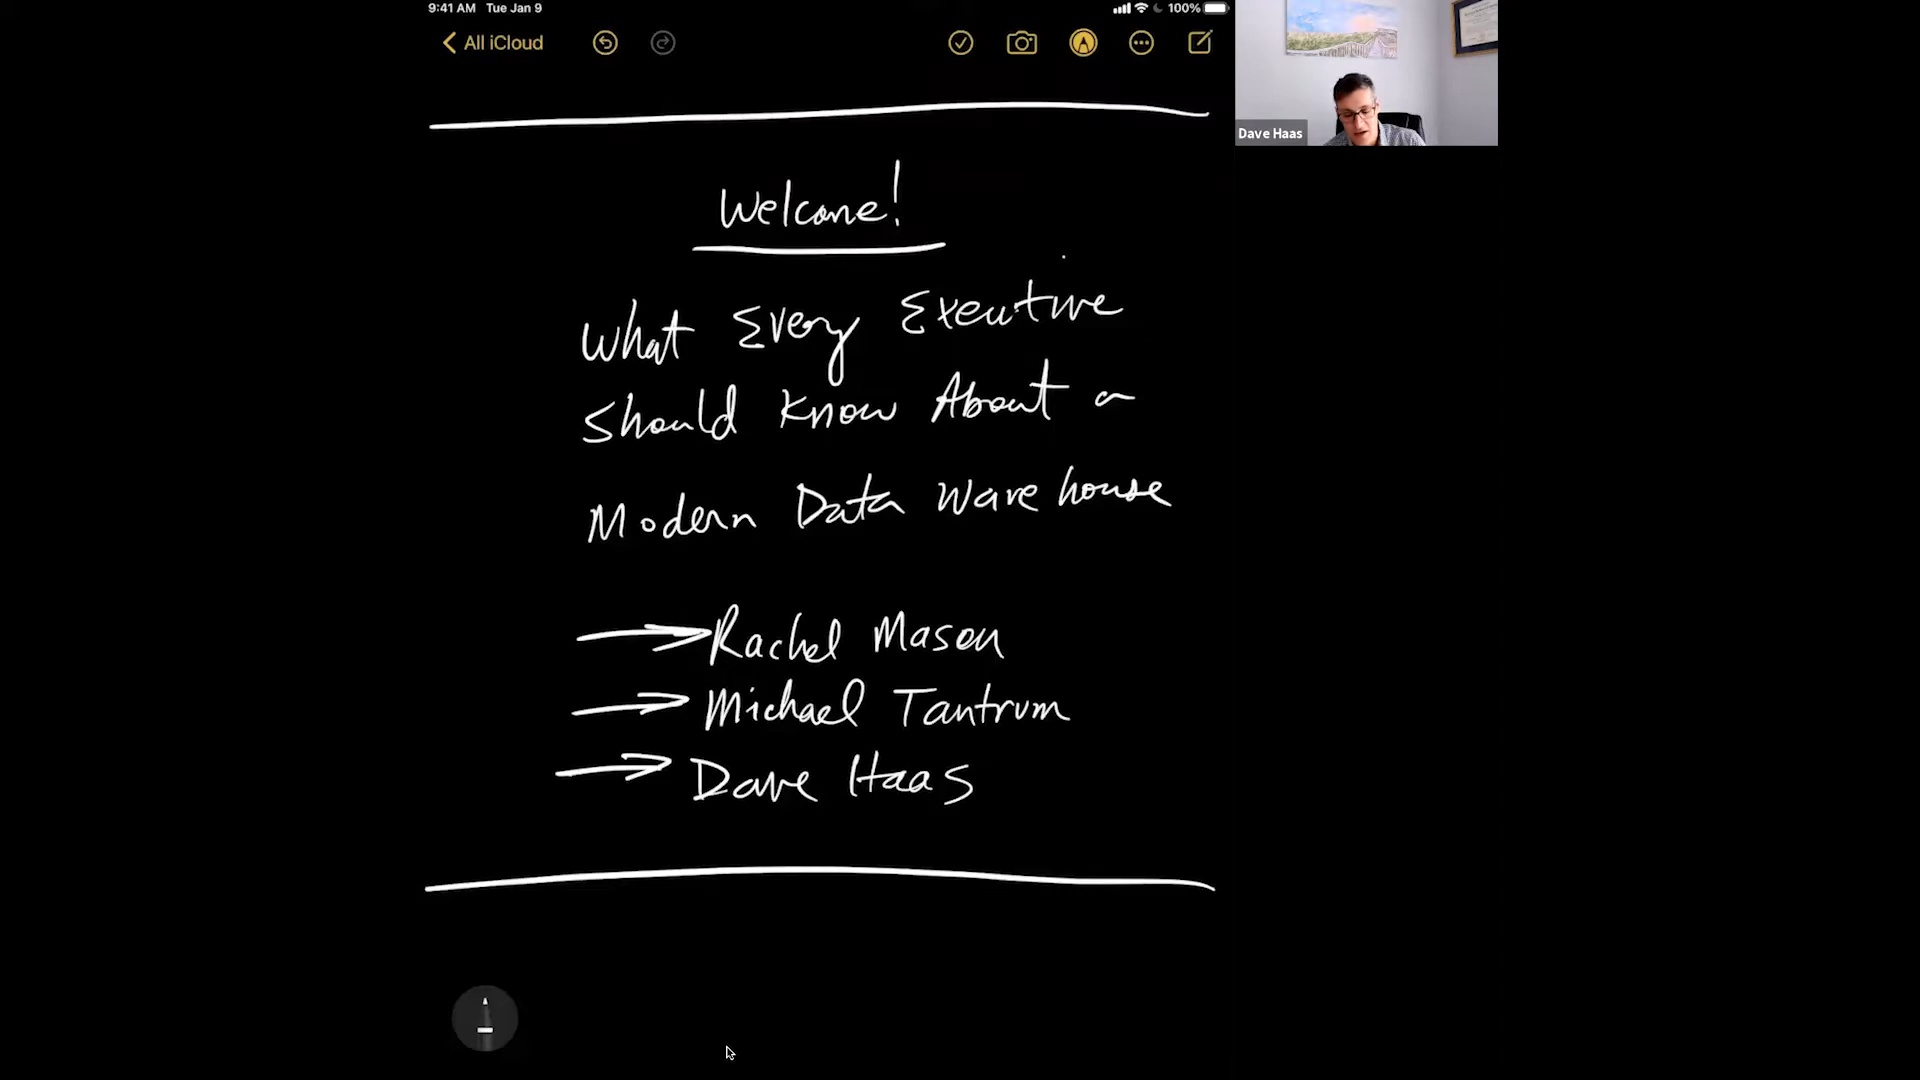 9:41 AM Tue Jan 9 100%
All iCloud
Dave Haas
Welcome!
What Every Executive
Should Know About a
Modern Data Warehouse
Rachel Mason
Michael Tantrum
Dave Haas